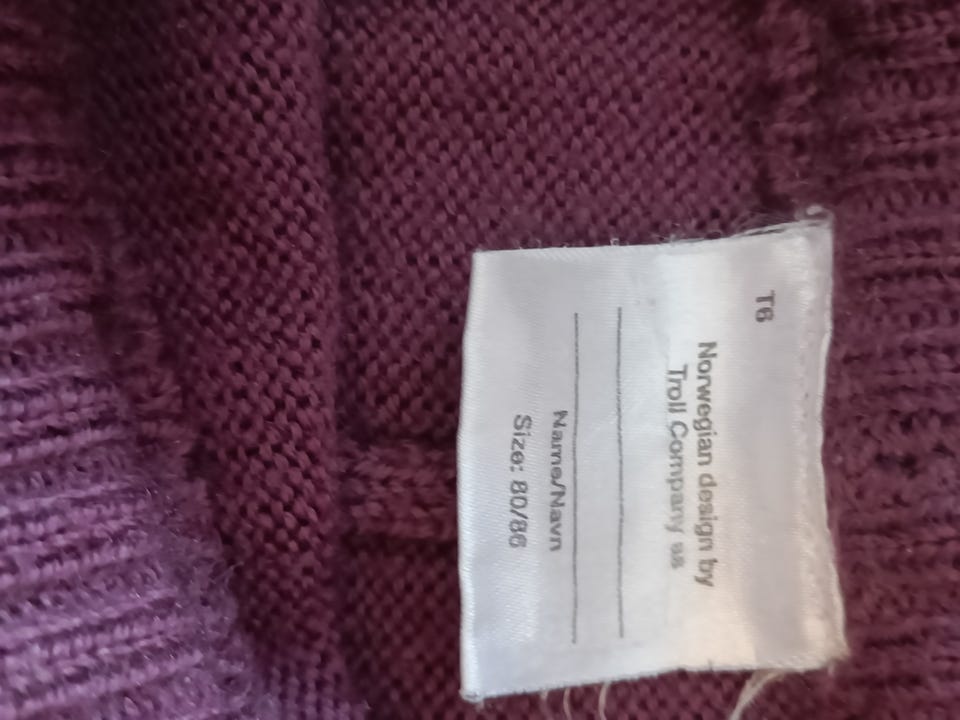 T6
Norwegian design by
Troll Company as
Name/Navn
Size: 80/86